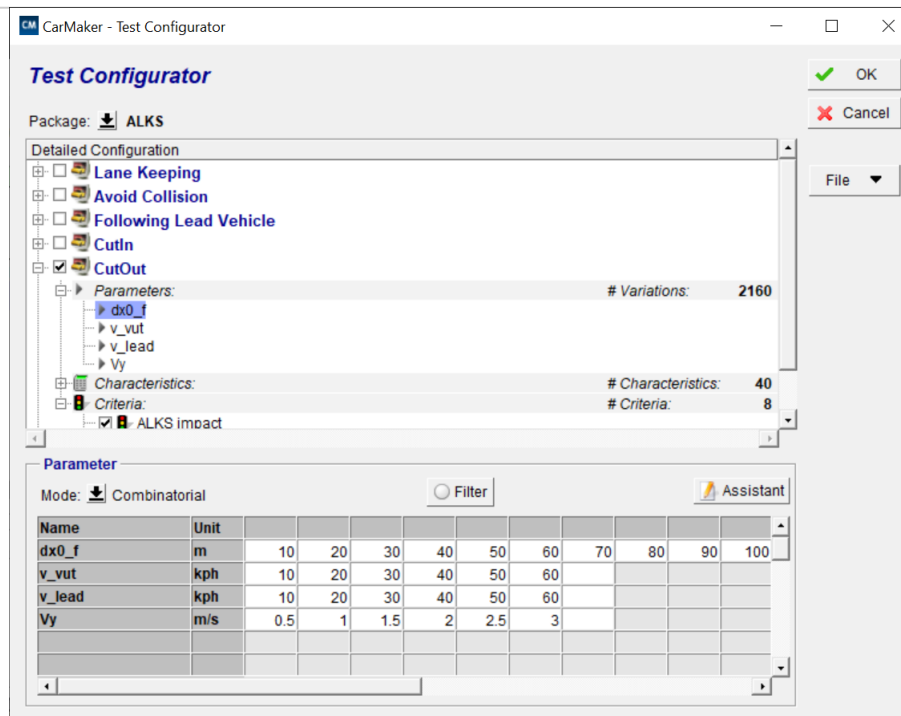 CM CarMaker - Test Configurator
Test Configurator
OK
Package: ALKS
Cancel
Detailed Configuration
Lane Keeping
File
Avoid Collision
Following Lead Vehicle
CutIn
CutOut
Parameters: # Variations: 2160
dx0_f
v_vut
v_lead
Vy
Characteristics: # Characteristics: 40
Criteria: # Criteria: 8
ALKS impact
Parameter
Mode: Combinatorial Filter Assistant
Name Unit
dx0_f m 10 20 30 40 50 60 70 80 90 100
v_vut kph 10 20 30 40 50 60
v_lead kph 10 20 30 40 50 60
Vy m/s 0.5 1 1.5 2 2.5 3